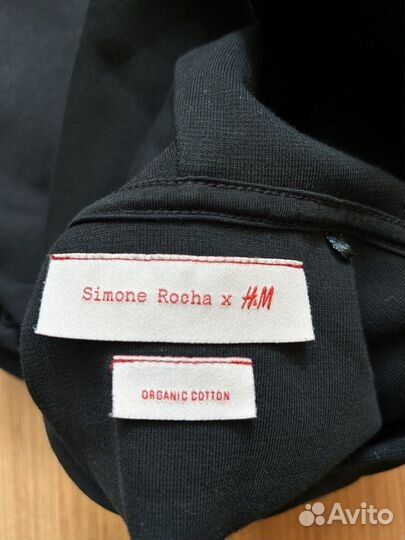 Simone Rocha x H&M
ORGANIC COTTON
Avito